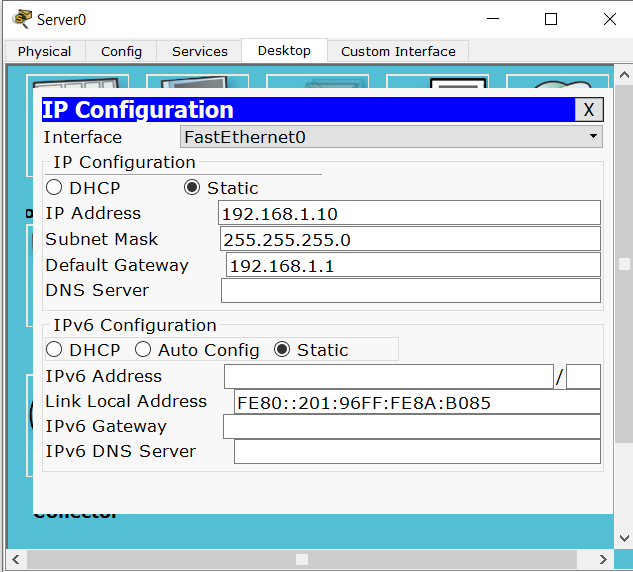 Server0
Physical Config Services Desktop Custom Interface
IP Configuration X
Interface FastEthernet0
IP Configuration
DHCP Static
IP Address 192.168.1.10
Subnet Mask 255.255.255.0
Default Gateway 192.168.1.1
DNS Server
IPv6 Configuration
DHCP Auto Config Static
IPv6 Address /
Link Local Address FE80::201:96FF:FE8A:B085
IPv6 Gateway
IPv6 DNS Server
Collector